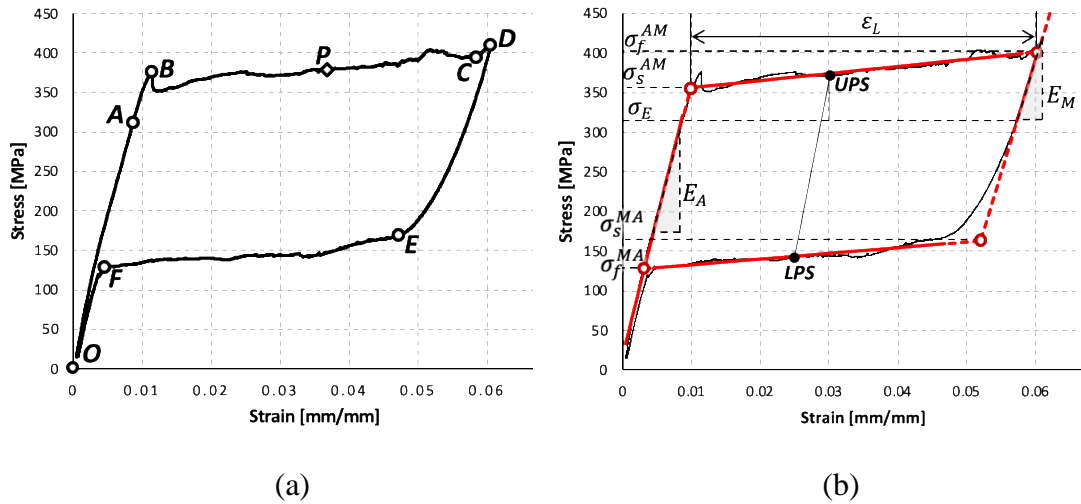 450
400
350
300
250
200
150
100
50
0
Stress [MPa]
A
B
P
C
D
E
F
O
0
0.01
0.02
0.03
0.04
0.05
0.06
Strain [mm/mm]
(a)
450
400
350
300
250
200
150
100
50
0
Stress [MPa]
σ_f^AM
σ_s^AM
σ_E
σ_s^MA
σ_f^MA
ε_L
E_M
E_A
UPS
LPS
0
0.01
0.02
0.03
0.04
0.05
0.06
Strain [mm/mm]
(b)